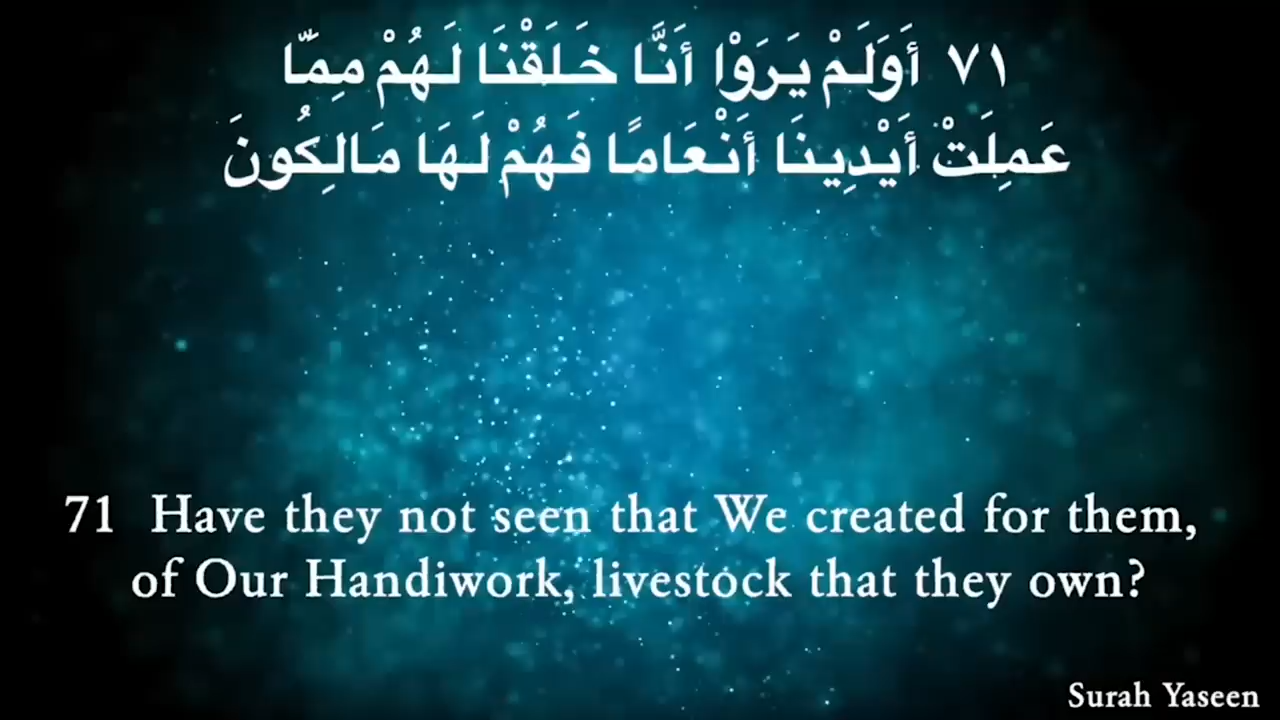 ٧١ أَوَلَمْ يَرَوْا أَنَّا خَلَقْنَا لَهُمْ مِمَّا
عَمِلَتْ أَيْدِينَا أَنْعَامًا فَهُمْ لَهَا مَالِكُونَ
71 Have they not seen that We created for them,
of Our Handiwork, livestock that they own?
Surah Yaseen